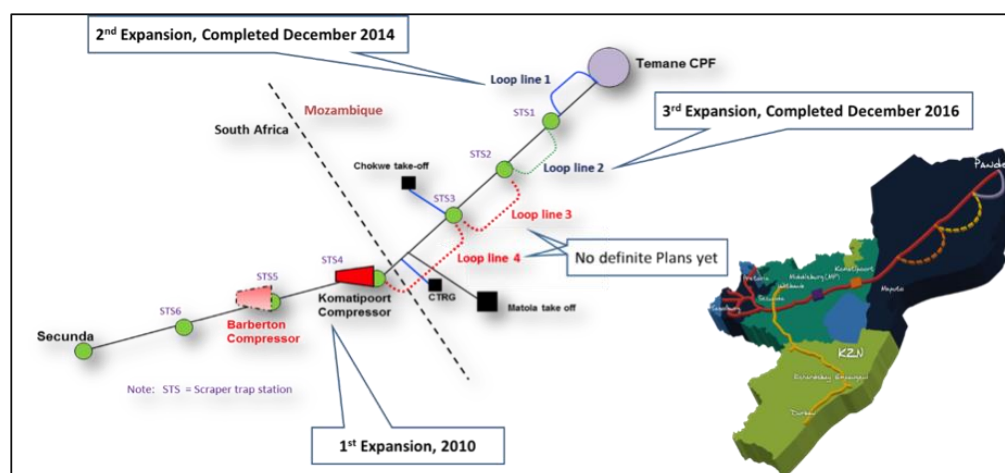 2nd Expansion, Completed December 2014
Temane CPF
Loop line 1
3rd Expansion, Completed December 2016
Mozambique
STS1
South Africa
STS2
Loop line 2
Chokwe take-off
STS3
Loop line 3
No definite Plans yet
Loop line 4
STS4
STS5
Komatipoort
Compressor
CTRG
Matola take off
STS6
Barberton
Compressor
Secunda
Note: STS = Scraper trap station
1st Expansion, 2010
Pande
Komatipoort
Middelburg (MP)
Pretoria
Secunda
Maputo
KZN
Durban